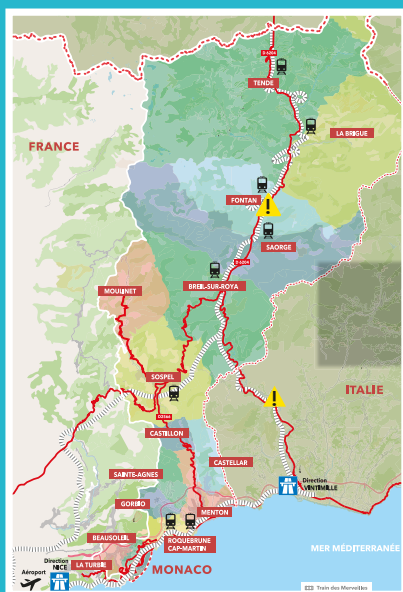 D 6204
TENDE
LA BRIGUE
FRANCE
FONTAN
SAORGE
D 6204
BREIL-SUR-ROYA
MOULINET
SOSPEL
ITALIE
D2566
CASTILLON
SAINTE-AGNES
CASTELLAR
Direction
VINTIMILLE
GORBIO
MENTON
BEAUSOLEIL
ROQUEBRUNE
CAP-MARTIN
MER MÉDITERRANÉE
Direction
NICE
LA TURBIE
MONACO
Aéroport
Train des Merveilles